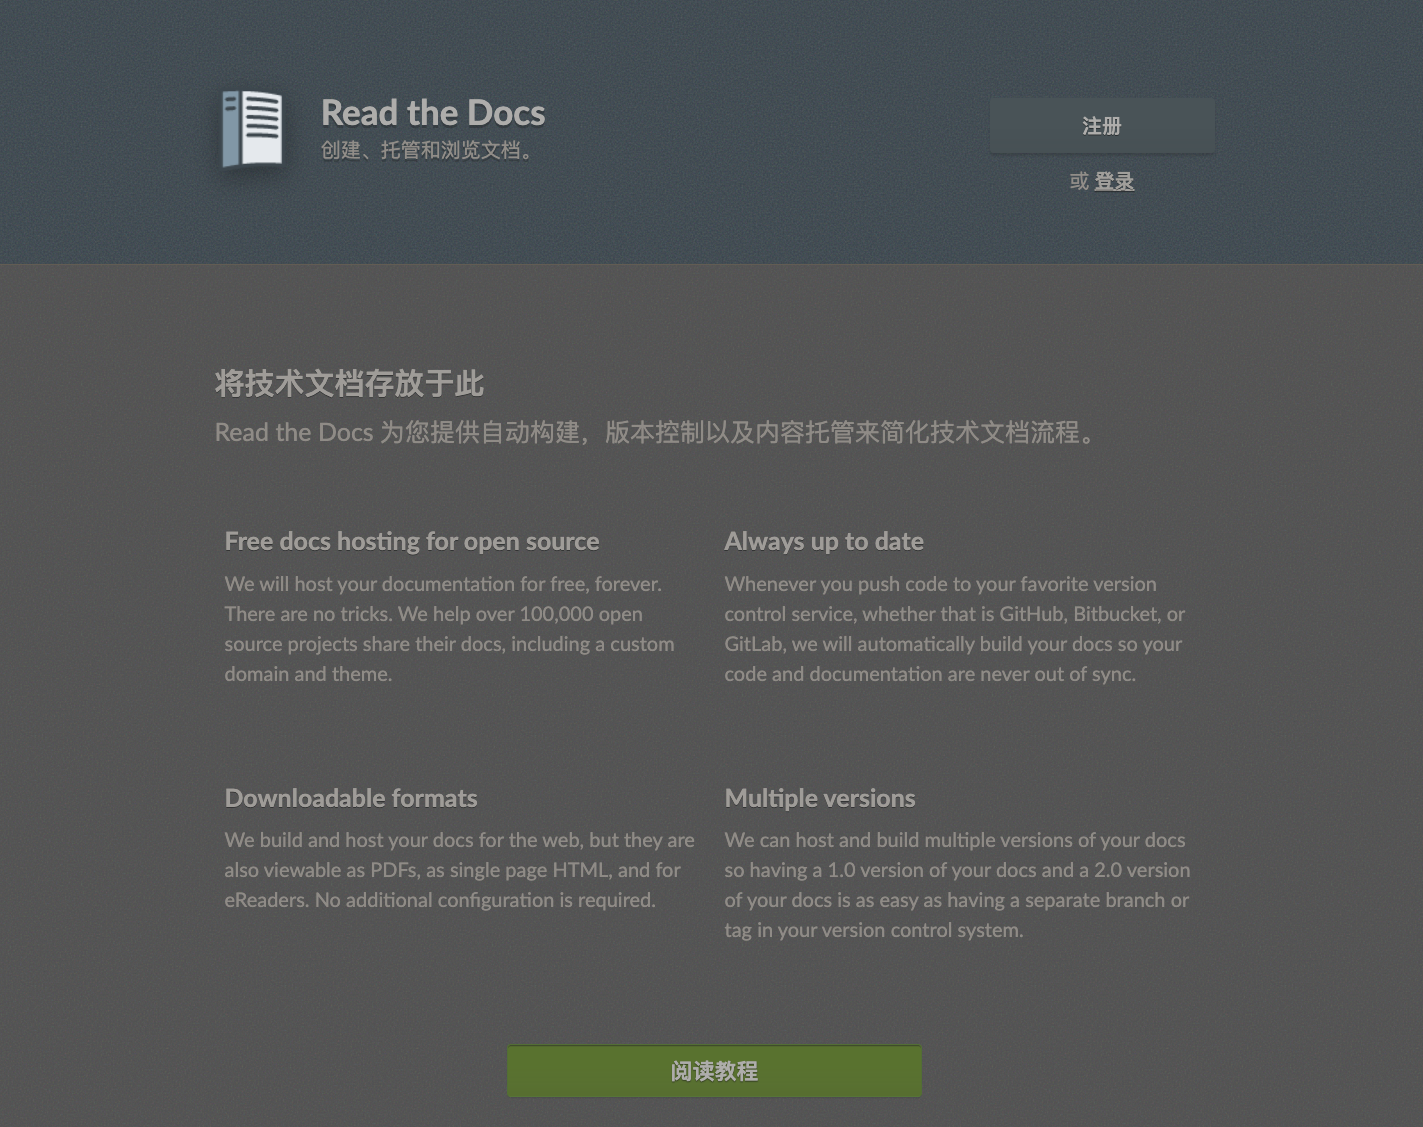 Read the Docs
创建、托管和浏览文档。
注册
或 登录
将技术文档存放于此
Read the Docs 为您提供自动构建，版本控制以及内容托管来简化技术文档流程。
Free docs hosting for open source
We will host your documentation for free, forever.
There are no tricks. We help over 100,000 open
source projects share their docs, including a custom
domain and theme.
Always up to date
Whenever you push code to your favorite version
control service, whether that is GitHub, Bitbucket, or
GitLab, we will automatically build your docs so your
code and documentation are never out of sync.
Downloadable formats
We build and host your docs for the web, but they are
also viewable as PDFs, as single page HTML, and for
eReaders. No additional configuration is required.
Multiple versions
We can host and build multiple versions of your docs
so having a 1.0 version of your docs and a 2.0 version
of your docs is as easy as having a separate branch or
tag in your version control system.
阅读教程